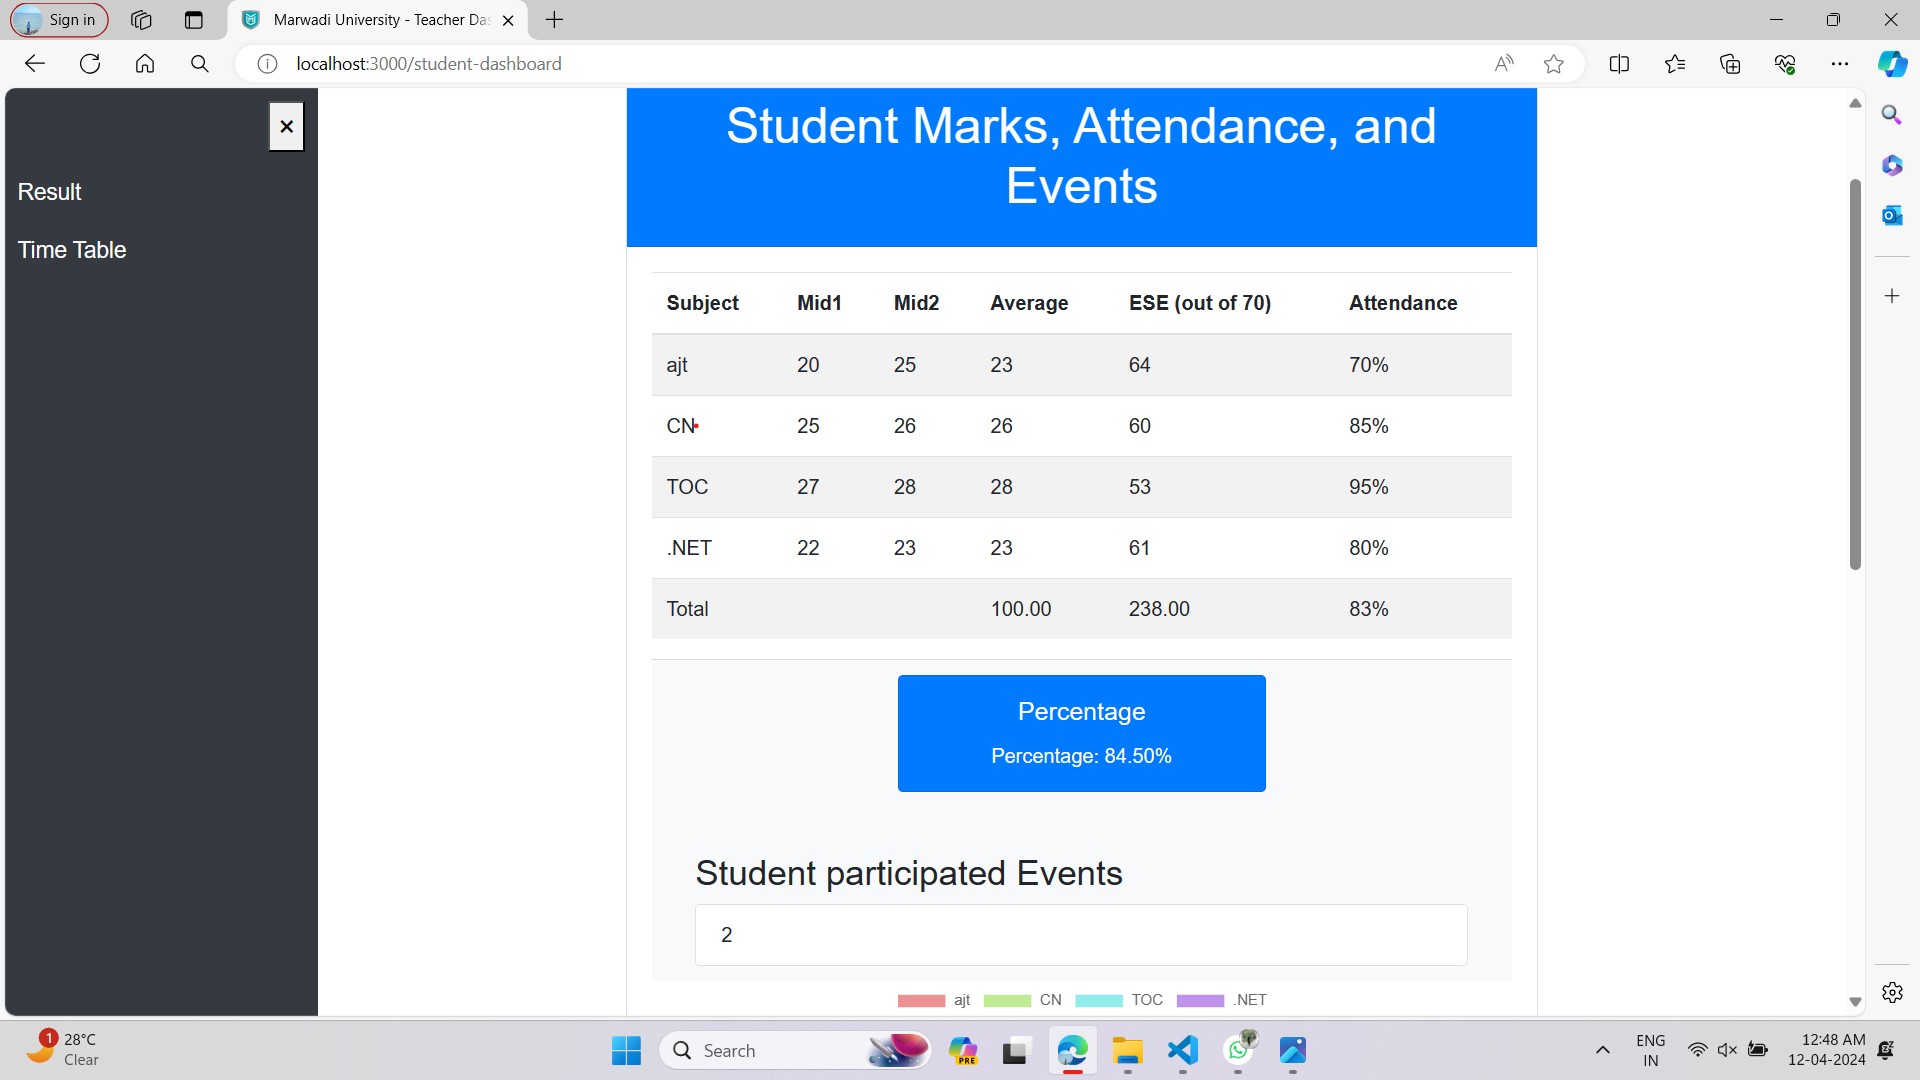 Sign in
Marwadi University - Teacher Das
localhost:3000/student-dashboard
×
Result
Time Table
Student Marks, Attendance, and
Events
Subject Mid1 Mid2 Average ESE (out of 70) Attendance
ajt 20 25 23 64 70%
CN 25 26 26 60 85%
TOC 27 28 28 53 95%
.NET 22 23 23 61 80%
Total 100.00 238.00 83%
Percentage
Percentage: 84.50%
Student participated Events
2
ajt CN TOC .NET
1
28°C
Clear
Search
PRE
ENG
IN
12:48 AM
12-04-2024